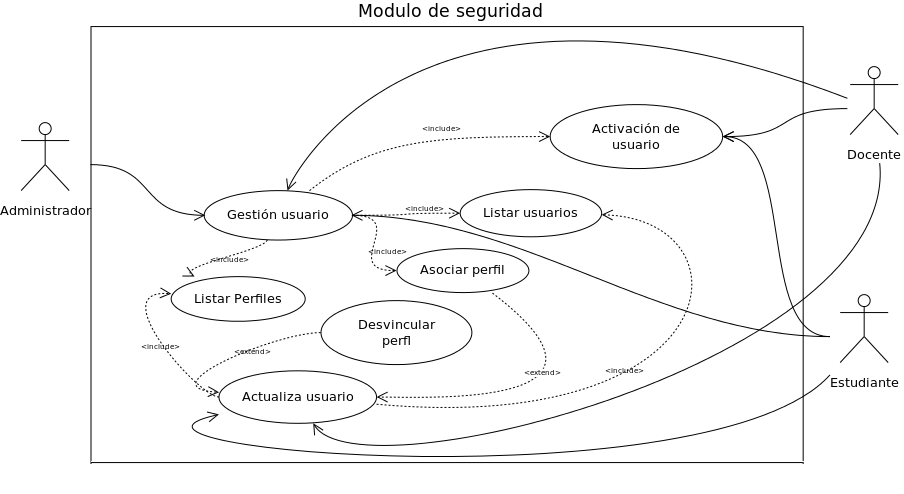 Modulo de seguridad
Administrador
Docente
Estudiante
Activación de
usuario
<include>
Gestión usuario
<include>
Listar usuarios
<include>
<include>
Asociar perfil
Listar Perfiles
Desvincular
perfl
<include>
<extend>
<extend>
<include>
Actualiza usuario